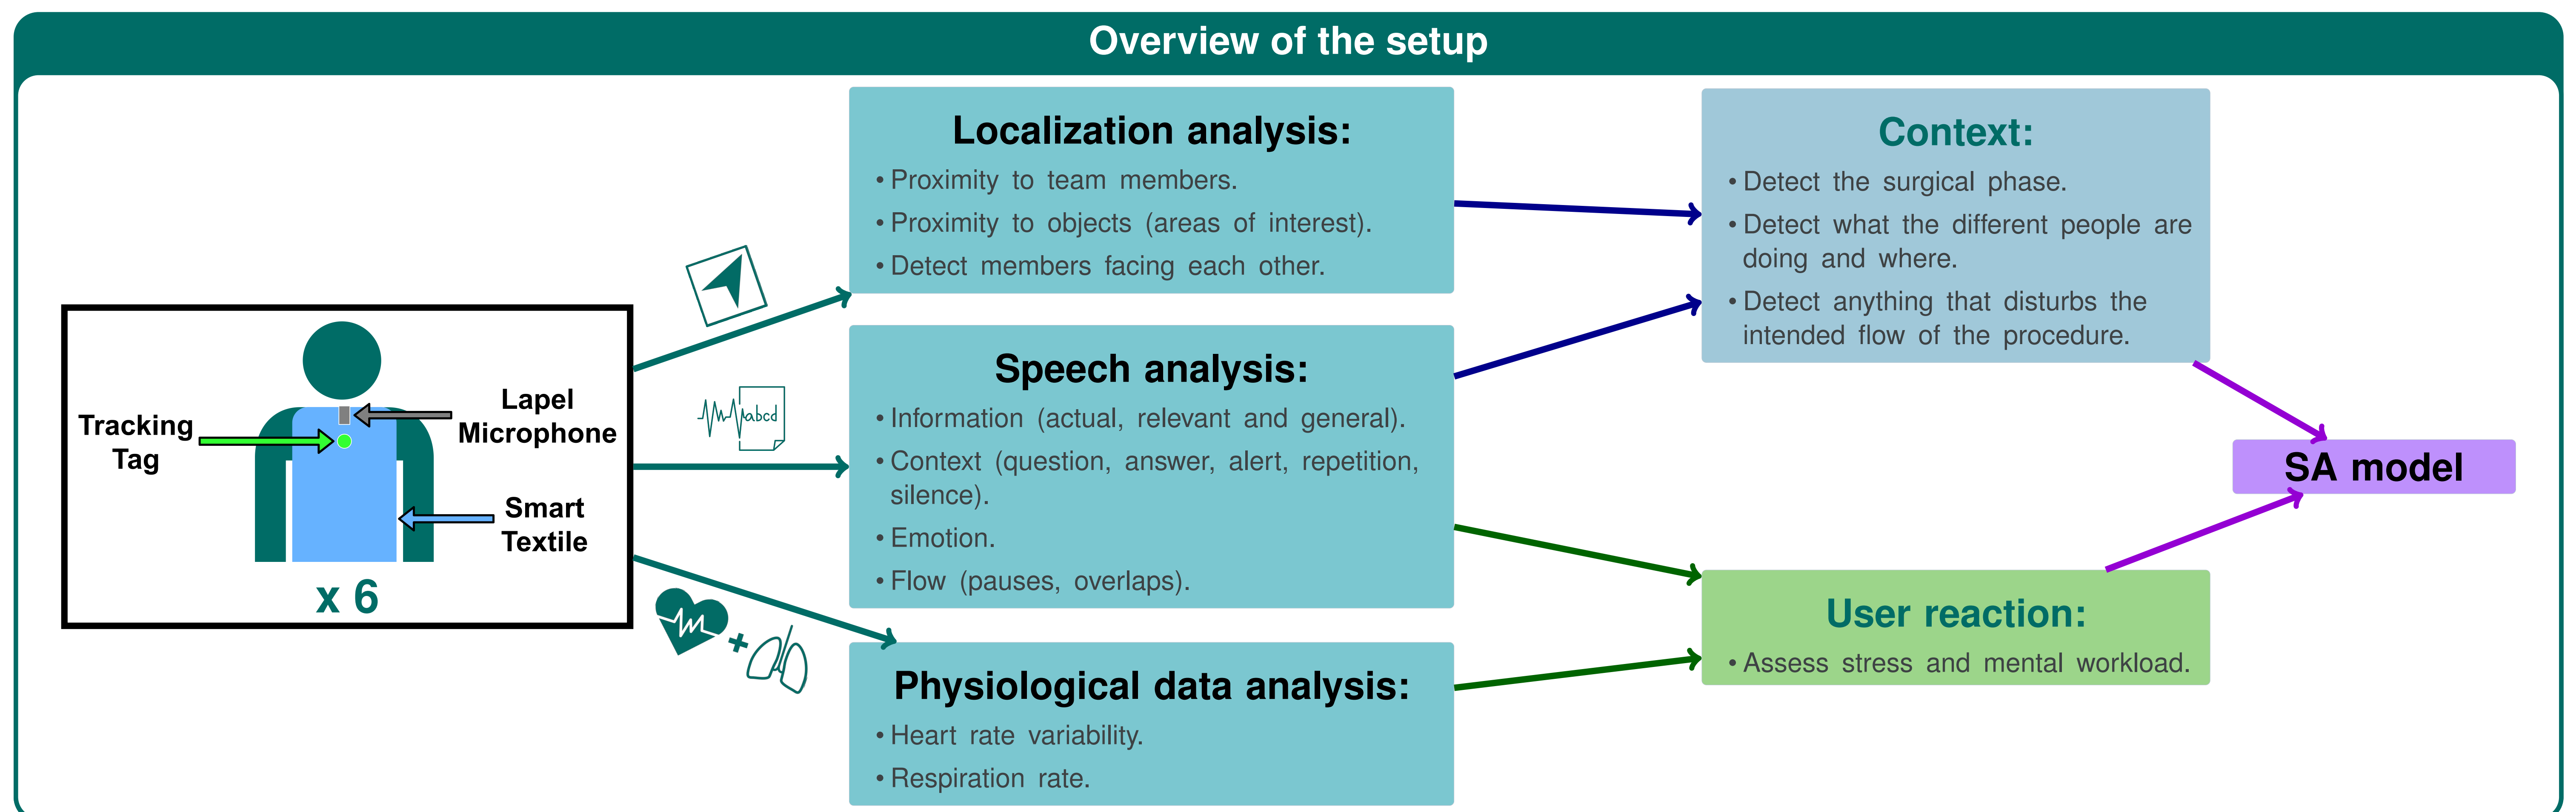 Overview of the setup
Tracking
Tag
Lapel
Microphone
Smart
Textile
x 6
abcd
Localization analysis:
• Proximity to team members.
• Proximity to objects (areas of interest).
• Detect members facing each other.
Speech analysis:
• Information (actual, relevant and general).
• Context (question, answer, alert, repetition,
silence).
• Emotion.
• Flow (pauses, overlaps).
Physiological data analysis:
• Heart rate variability.
• Respiration rate.
Context:
• Detect the surgical phase.
• Detect what the different people are
doing and where.
• Detect anything that disturbs the
intended flow of the procedure.
User reaction:
• Assess stress and mental workload.
SA model